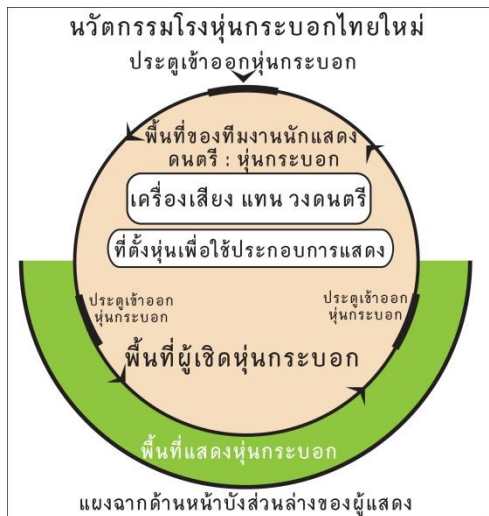 นวัตกรรมโรงหุ่นกระบอกไทยใหม่
ประตูเข้าออกหุ่นกระบอก
พื้นที่ของทีมงานนักแสดง
ดนตรี : หุ่นกระบอก
เครื่องเสียง แทน วงดนตรี
ที่ตั้งหุ่นเพื่อใช้ประกอบการแสดง
ประตูเข้าออก
หุ่นกระบอก
ประตูเข้าออก
หุ่นกระบอก
พื้นที่ผู้เชิดหุ่นกระบอก
พื้นที่แสดงหุ่นกระบอก
แผงฉากด้านหน้าบังส่วนล่างของผู้แสดง